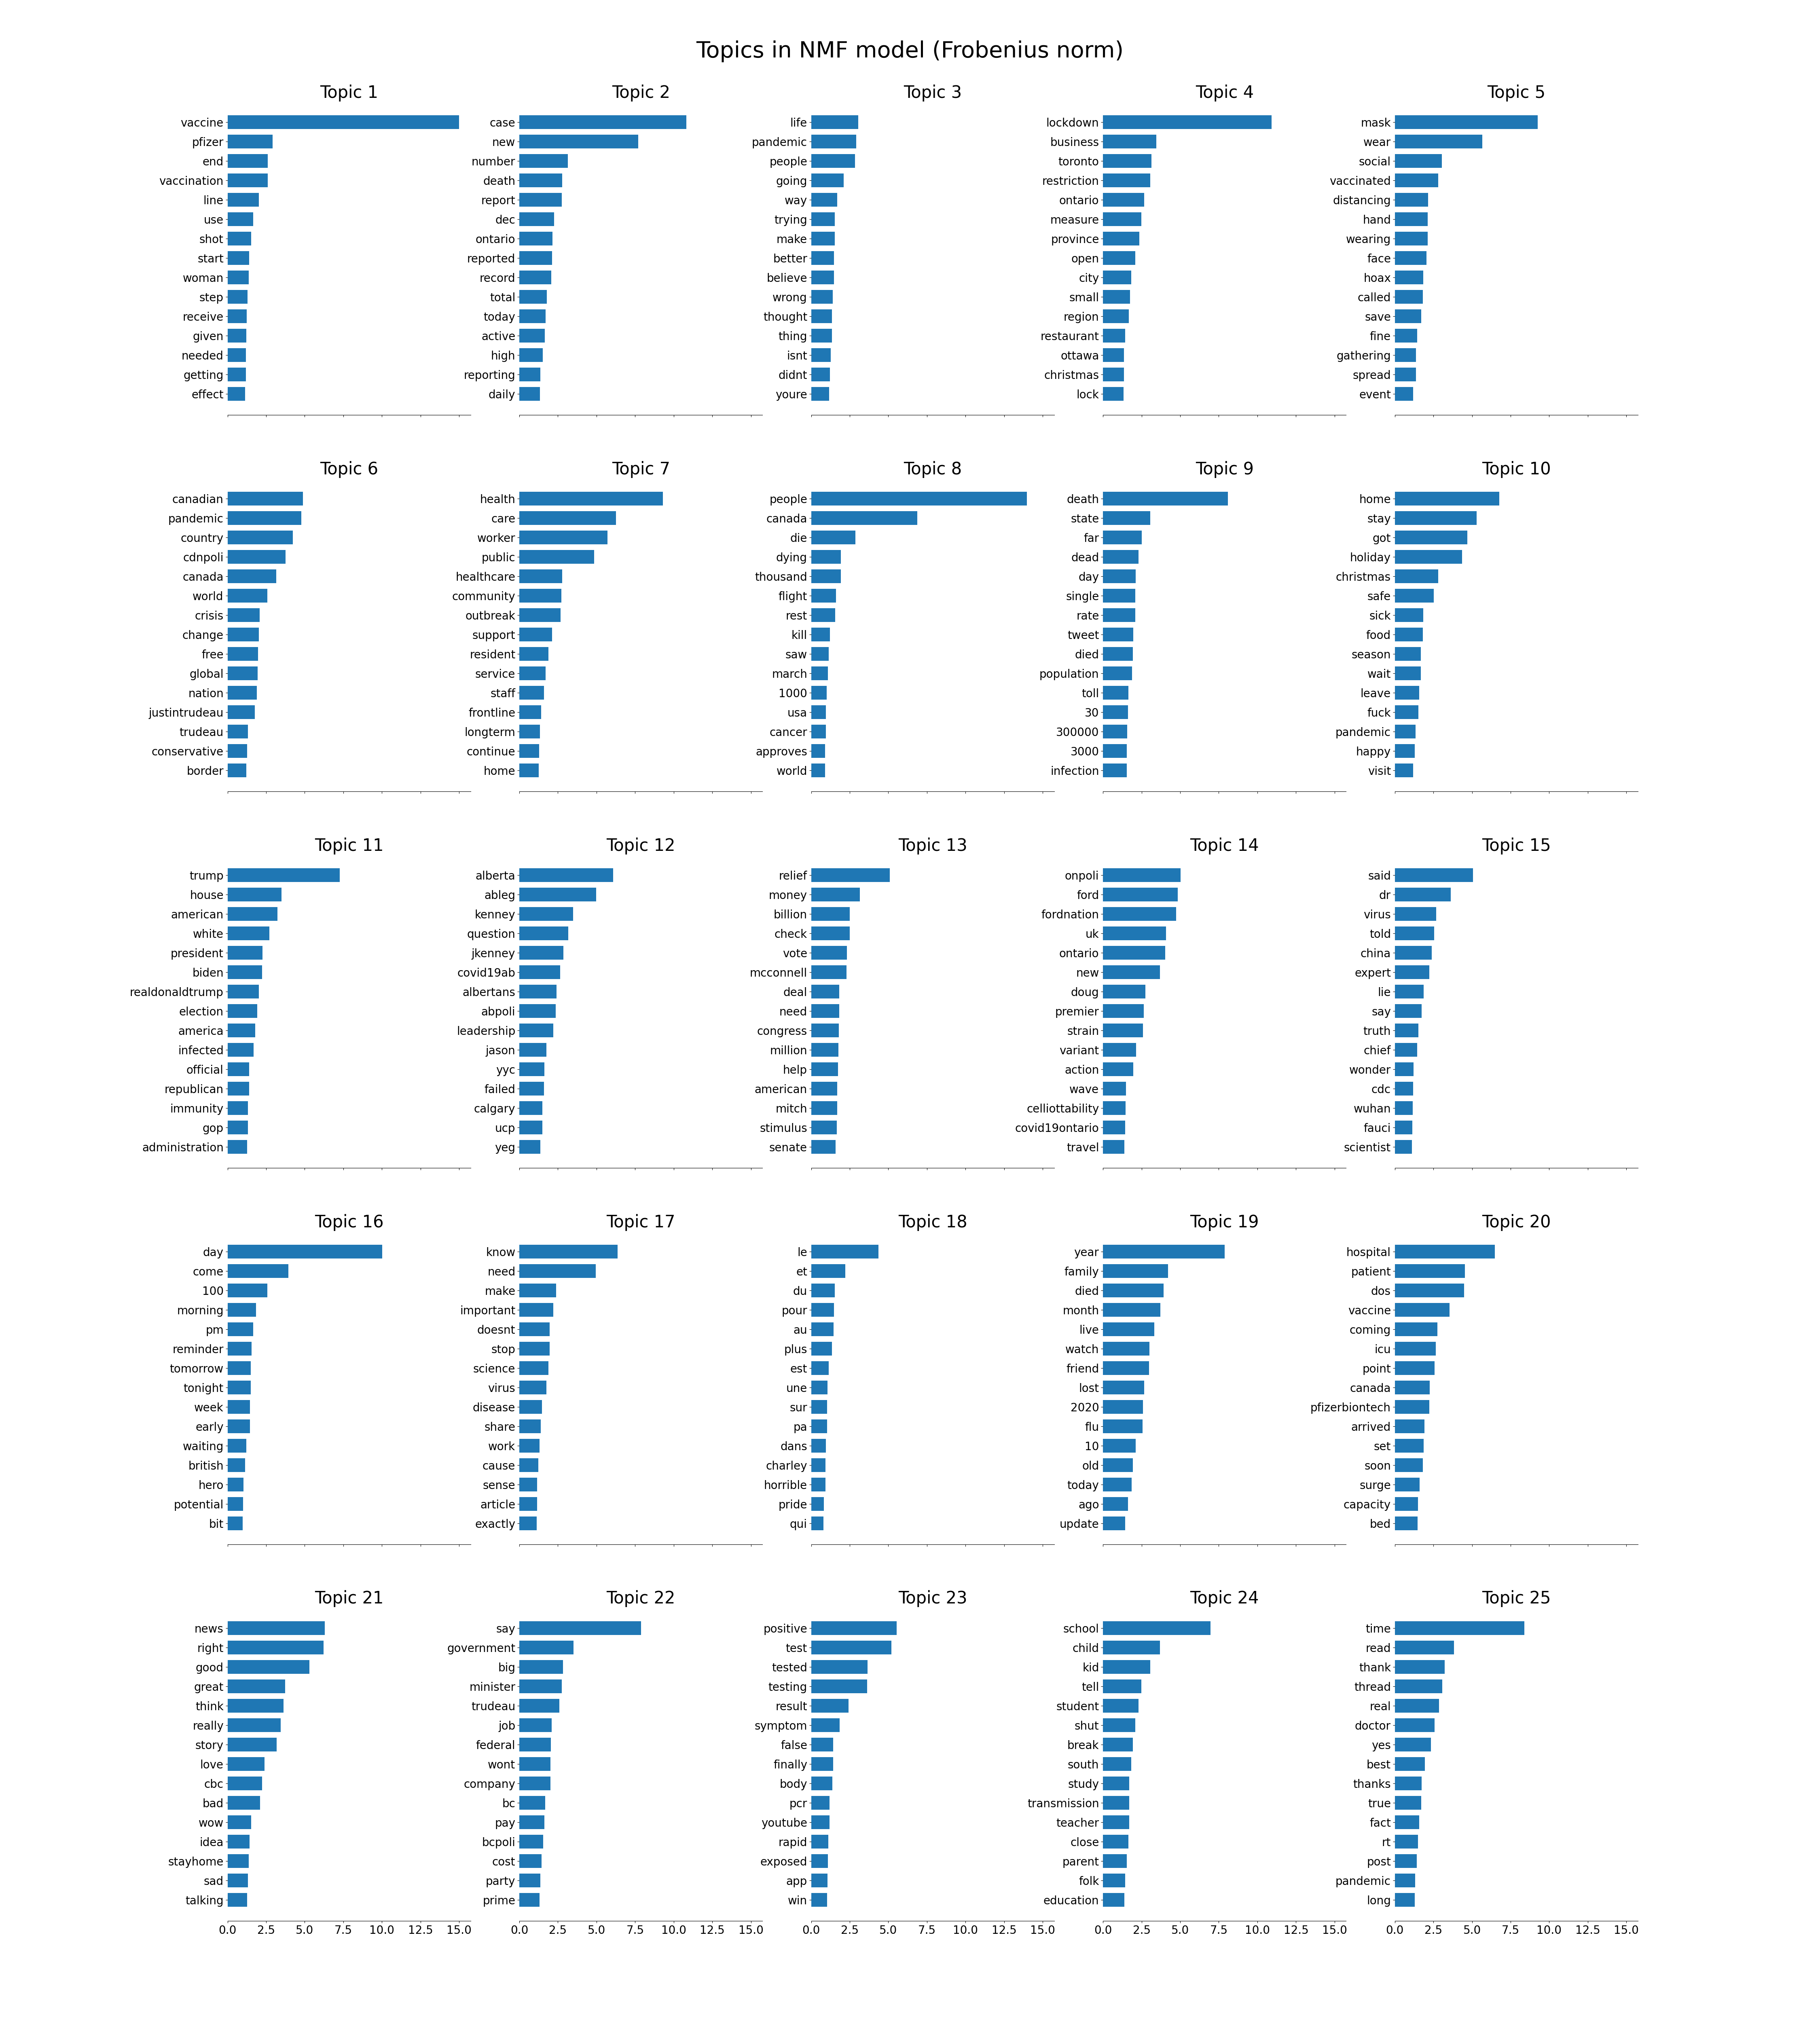 Topics in NMF model (Frobenius norm)
Topic 1
vaccine
pfizer
end
vaccination
line
use
shot
start
woman
step
receive
given
needed
getting
effect
Topic 2
case
new
number
death
report
dec
ontario
reported
record
total
today
active
high
reporting
daily
Topic 3
life
pandemic
people
going
way
trying
make
better
believe
wrong
thought
thing
isnt
didnt
youre
Topic 4
lockdown
business
toronto
restriction
ontario
measure
province
open
city
small
region
restaurant
ottawa
christmas
lock
Topic 5
mask
wear
social
vaccinated
distancing
hand
wearing
face
hoax
called
save
fine
gathering
spread
event
Topic 6
canadian
pandemic
country
cdnpoli
canada
world
crisis
change
free
global
nation
justintrudeau
trudeau
conservative
border
Topic 7
health
care
worker
public
healthcare
community
outbreak
support
resident
service
staff
frontline
longterm
continue
home
Topic 8
people
canada
die
dying
thousand
flight
rest
kill
saw
march
1000
usa
cancer
approves
world
Topic 9
death
state
far
dead
day
single
rate
tweet
died
population
toll
30
300000
3000
infection
Topic 10
home
stay
got
holiday
christmas
safe
sick
food
season
wait
leave
fuck
pandemic
happy
visit
Topic 11
trump
house
american
white
president
biden
realdonaldtrump
election
america
infected
official
republican
immunity
gop
administration
Topic 12
alberta
ableg
kenney
question
jkenney
covid19ab
albertans
abpoli
leadership
jason
yyc
failed
calgary
ucp
yeg
Topic 13
relief
money
billion
check
vote
mcconnell
deal
need
congress
million
help
american
mitch
stimulus
senate
Topic 14
onpoli
ford
fordnation
uk
ontario
new
doug
premier
strain
variant
action
wave
celliottability
covid19ontario
travel
Topic 15
said
dr
virus
told
china
expert
lie
say
truth
chief
wonder
cdc
wuhan
fauci
scientist
Topic 16
day
come
100
morning
pm
reminder
tomorrow
tonight
week
early
waiting
british
hero
potential
bit
Topic 17
know
need
make
important
doesnt
stop
science
virus
disease
share
work
cause
sense
article
exactly
Topic 18
le
et
du
pour
au
plus
est
une
sur
pa
dans
charley
horrible
pride
qui
Topic 19
year
family
died
month
live
watch
friend
lost
2020
flu
10
old
today
ago
update
Topic 20
hospital
patient
dos
vaccine
coming
icu
point
canada
pfizerbiontech
arrived
set
soon
surge
capacity
bed
Topic 21
news
right
good
great
think
really
story
love
cbc
bad
wow
idea
stayhome
sad
talking
0.0 2.5 5.0 7.5 10.0 12.5 15.0
Topic 22
say
government
big
minister
trudeau
job
federal
wont
company
bc
pay
bcpoli
cost
party
prime
0.0 2.5 5.0 7.5 10.0 12.5 15.0
Topic 23
positive
test
tested
testing
result
symptom
false
finally
body
pcr
youtube
rapid
exposed
app
win
0.0 2.5 5.0 7.5 10.0 12.5 15.0
Topic 24
school
child
kid
tell
student
shut
break
south
study
transmission
teacher
close
parent
folk
education
0.0 2.5 5.0 7.5 10.0 12.5 15.0
Topic 25
time
read
thank
thread
real
doctor
yes
best
thanks
true
fact
rt
post
pandemic
long
0.0 2.5 5.0 7.5 10.0 12.5 15.0